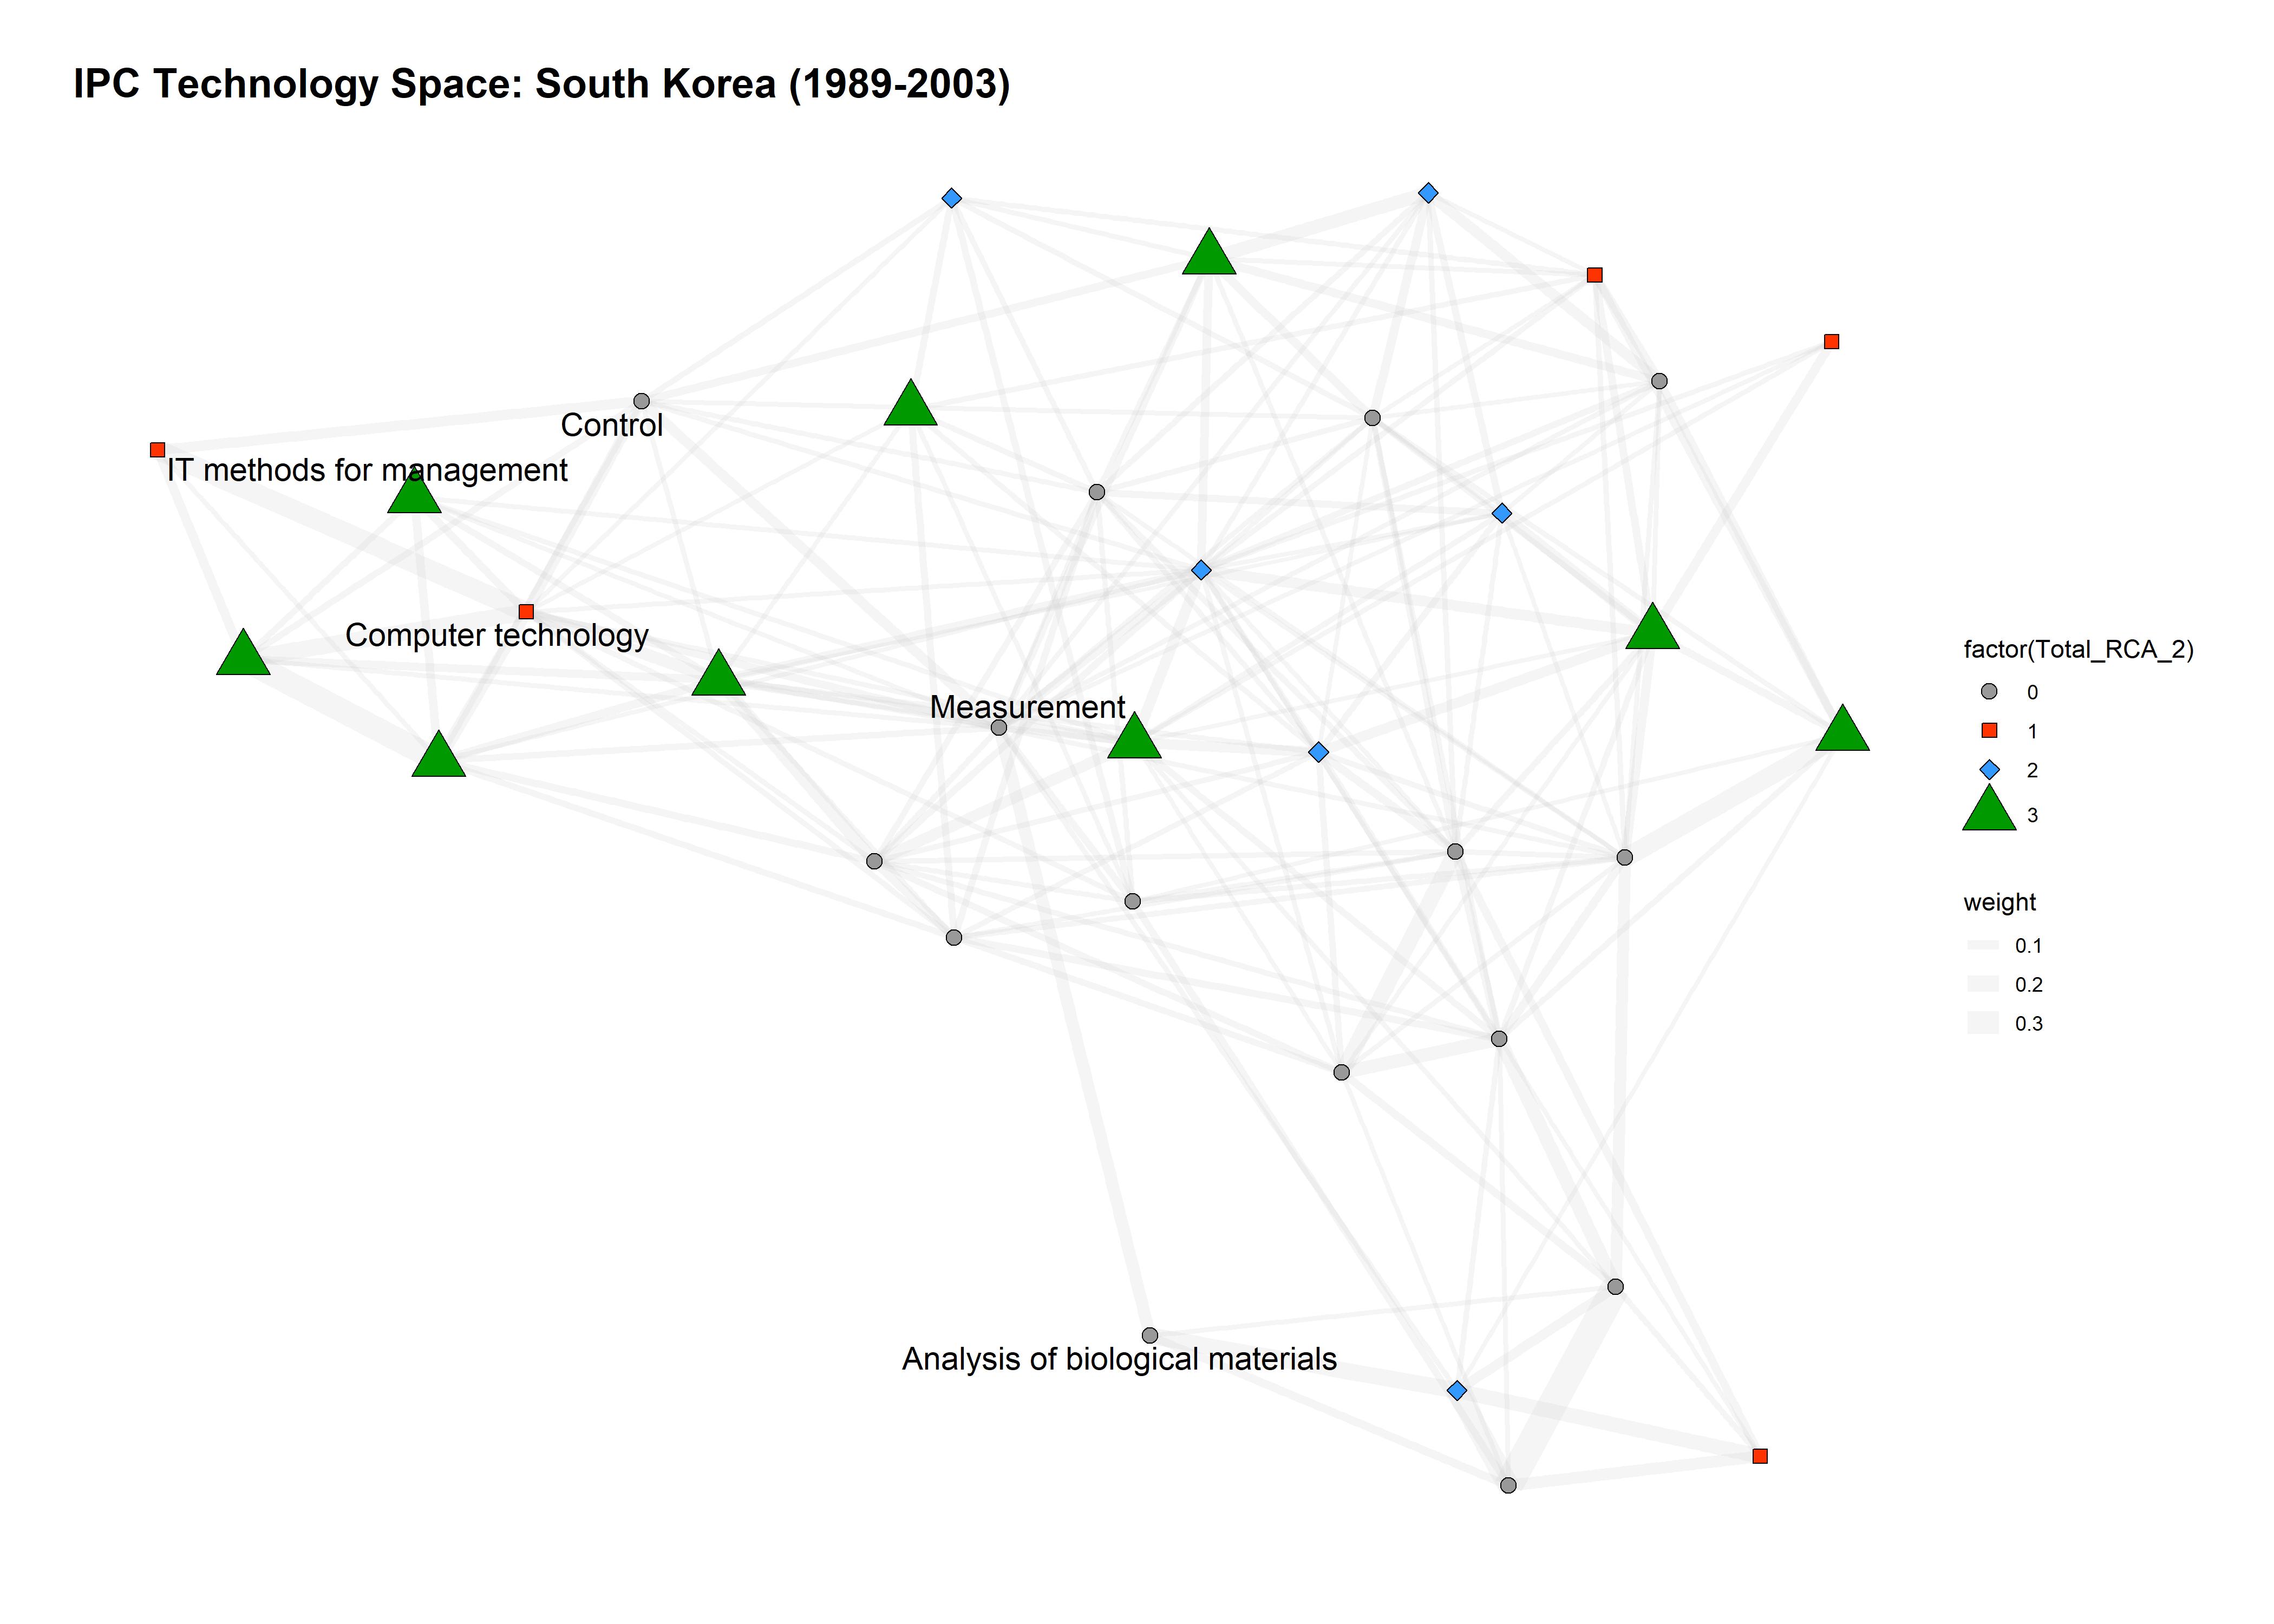 IPC Technology Space: South Korea (1989-2003)
Control
IT methods for management
Computer technology
Measurement
Analysis of biological materials
factor(Total_RCA_2)
0
1
2
3
weight
0.1
0.2
0.3